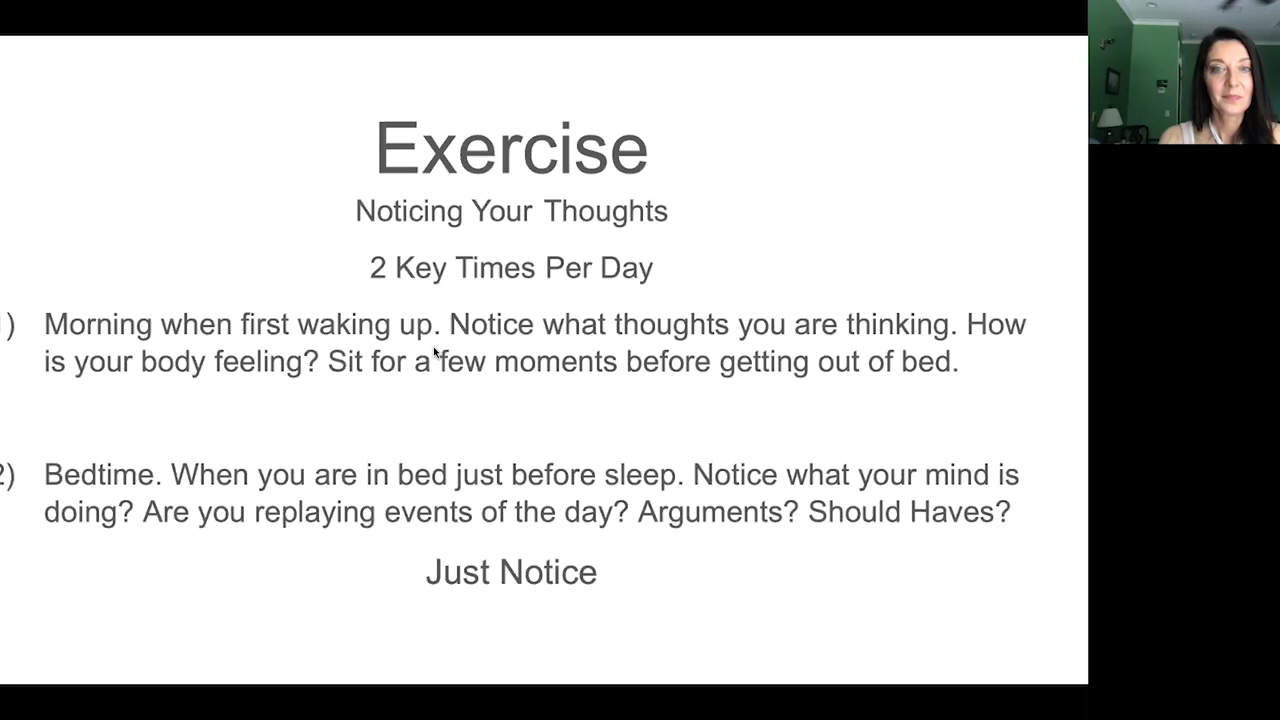 Exercise
Noticing Your Thoughts
2 Key Times Per Day
1) Morning when first waking up. Notice what thoughts you are thinking. How
is your body feeling? Sit for a few moments before getting out of bed.
2) Bedtime. When you are in bed just before sleep. Notice what your mind is
doing? Are you replaying events of the day? Arguments? Should Haves?
Just Notice